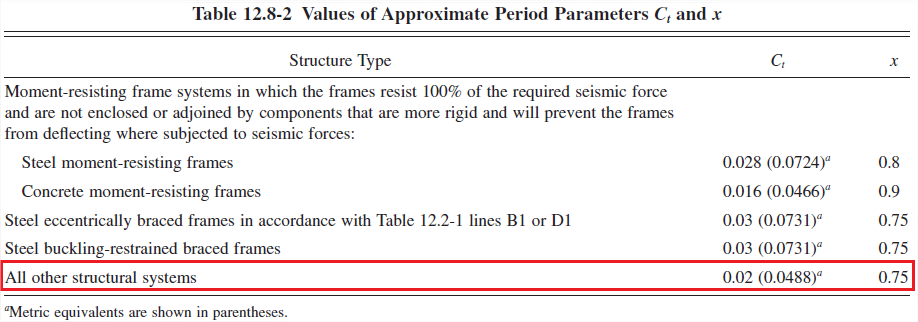 Table 12.8-2 Values of Approximate Period Parameters Ct and x
Structure Type Ct x
Moment-resisting frame systems in which the frames resist 100% of the required seismic force
and are not enclosed or adjoined by components that are more rigid and will prevent the frames
from deflecting where subjected to seismic forces:
Steel moment-resisting frames 0.028 (0.0724)a 0.8
Concrete moment-resisting frames 0.016 (0.0466)a 0.9
Steel eccentrically braced frames in accordance with Table 12.2-1 lines B1 or D1 0.03 (0.0731)a 0.75
Steel buckling-restrained braced frames 0.03 (0.0731)a 0.75
All other structural systems 0.02 (0.0488)a 0.75
aMetric equivalents are shown in parentheses.